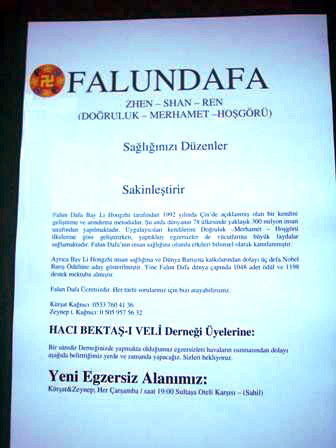 FALUNDAFA
ZHEN – SHAN – REN
(DOĞRULUK – MERHAMET –HOŞGÖRÜ)
Sağlığınızı Düzenler
Sakinleştirir
Falun Dafa Bay Li Hongzhi tarafından 1992 yılında Çin'de açıklanmış olan bir kendini
geliştirme ve arındırma metodudur. Şu anda dünyanın 78 ülkesinde yaklaşık 300 milyon insan
tarafından yapılmaktadır. Uygulayıcıları kendilerini Doğruluk –Merhamet – Hoşgörü
ilkelerine göre geliştirirken, yaptıkları egzersizler de vücutlarına büyük faydalar
sağlamaktadır. Falun Dafa'nın insan sağlığına olumlu etkileri bilimsel olarak kanıtlanmıştır.
Ayrıca Bay Li Hongzhi insan sağlığına ve Dünya Barışına katkılarından dolayı üç defa Nobel
Barış Ödülüne aday gösterilmiştir. Yine Falun Dafa dünya çapında 1048 adet ödül ve 1198
destek mektubu almıştır.
Falun Dafa Ücretsizdir. Her türlü sorularınız için bizi arayabilirsiniz.
Kürşat Kağnıcı :0533 760 41 36
Zeynep i. Kağnıcı: 0 505 957 56 32
HACI BEKTAŞ-I VELİ Derneği Üyelerine:
Bir süredir Derneğinizde yapmakta olduğumuz egzersizleri havaların ısınmasından dolayı
aşağıda belirttiğimiz yerde ve zamanda yapacağız. Sizleri bekliyoruz.
Yeni Egzersiz Alanımız:
Kürşat&Zeynep; Her Çarşamba / saat 19:00 Sultaşa Oteli Karşısı – (Sahil)